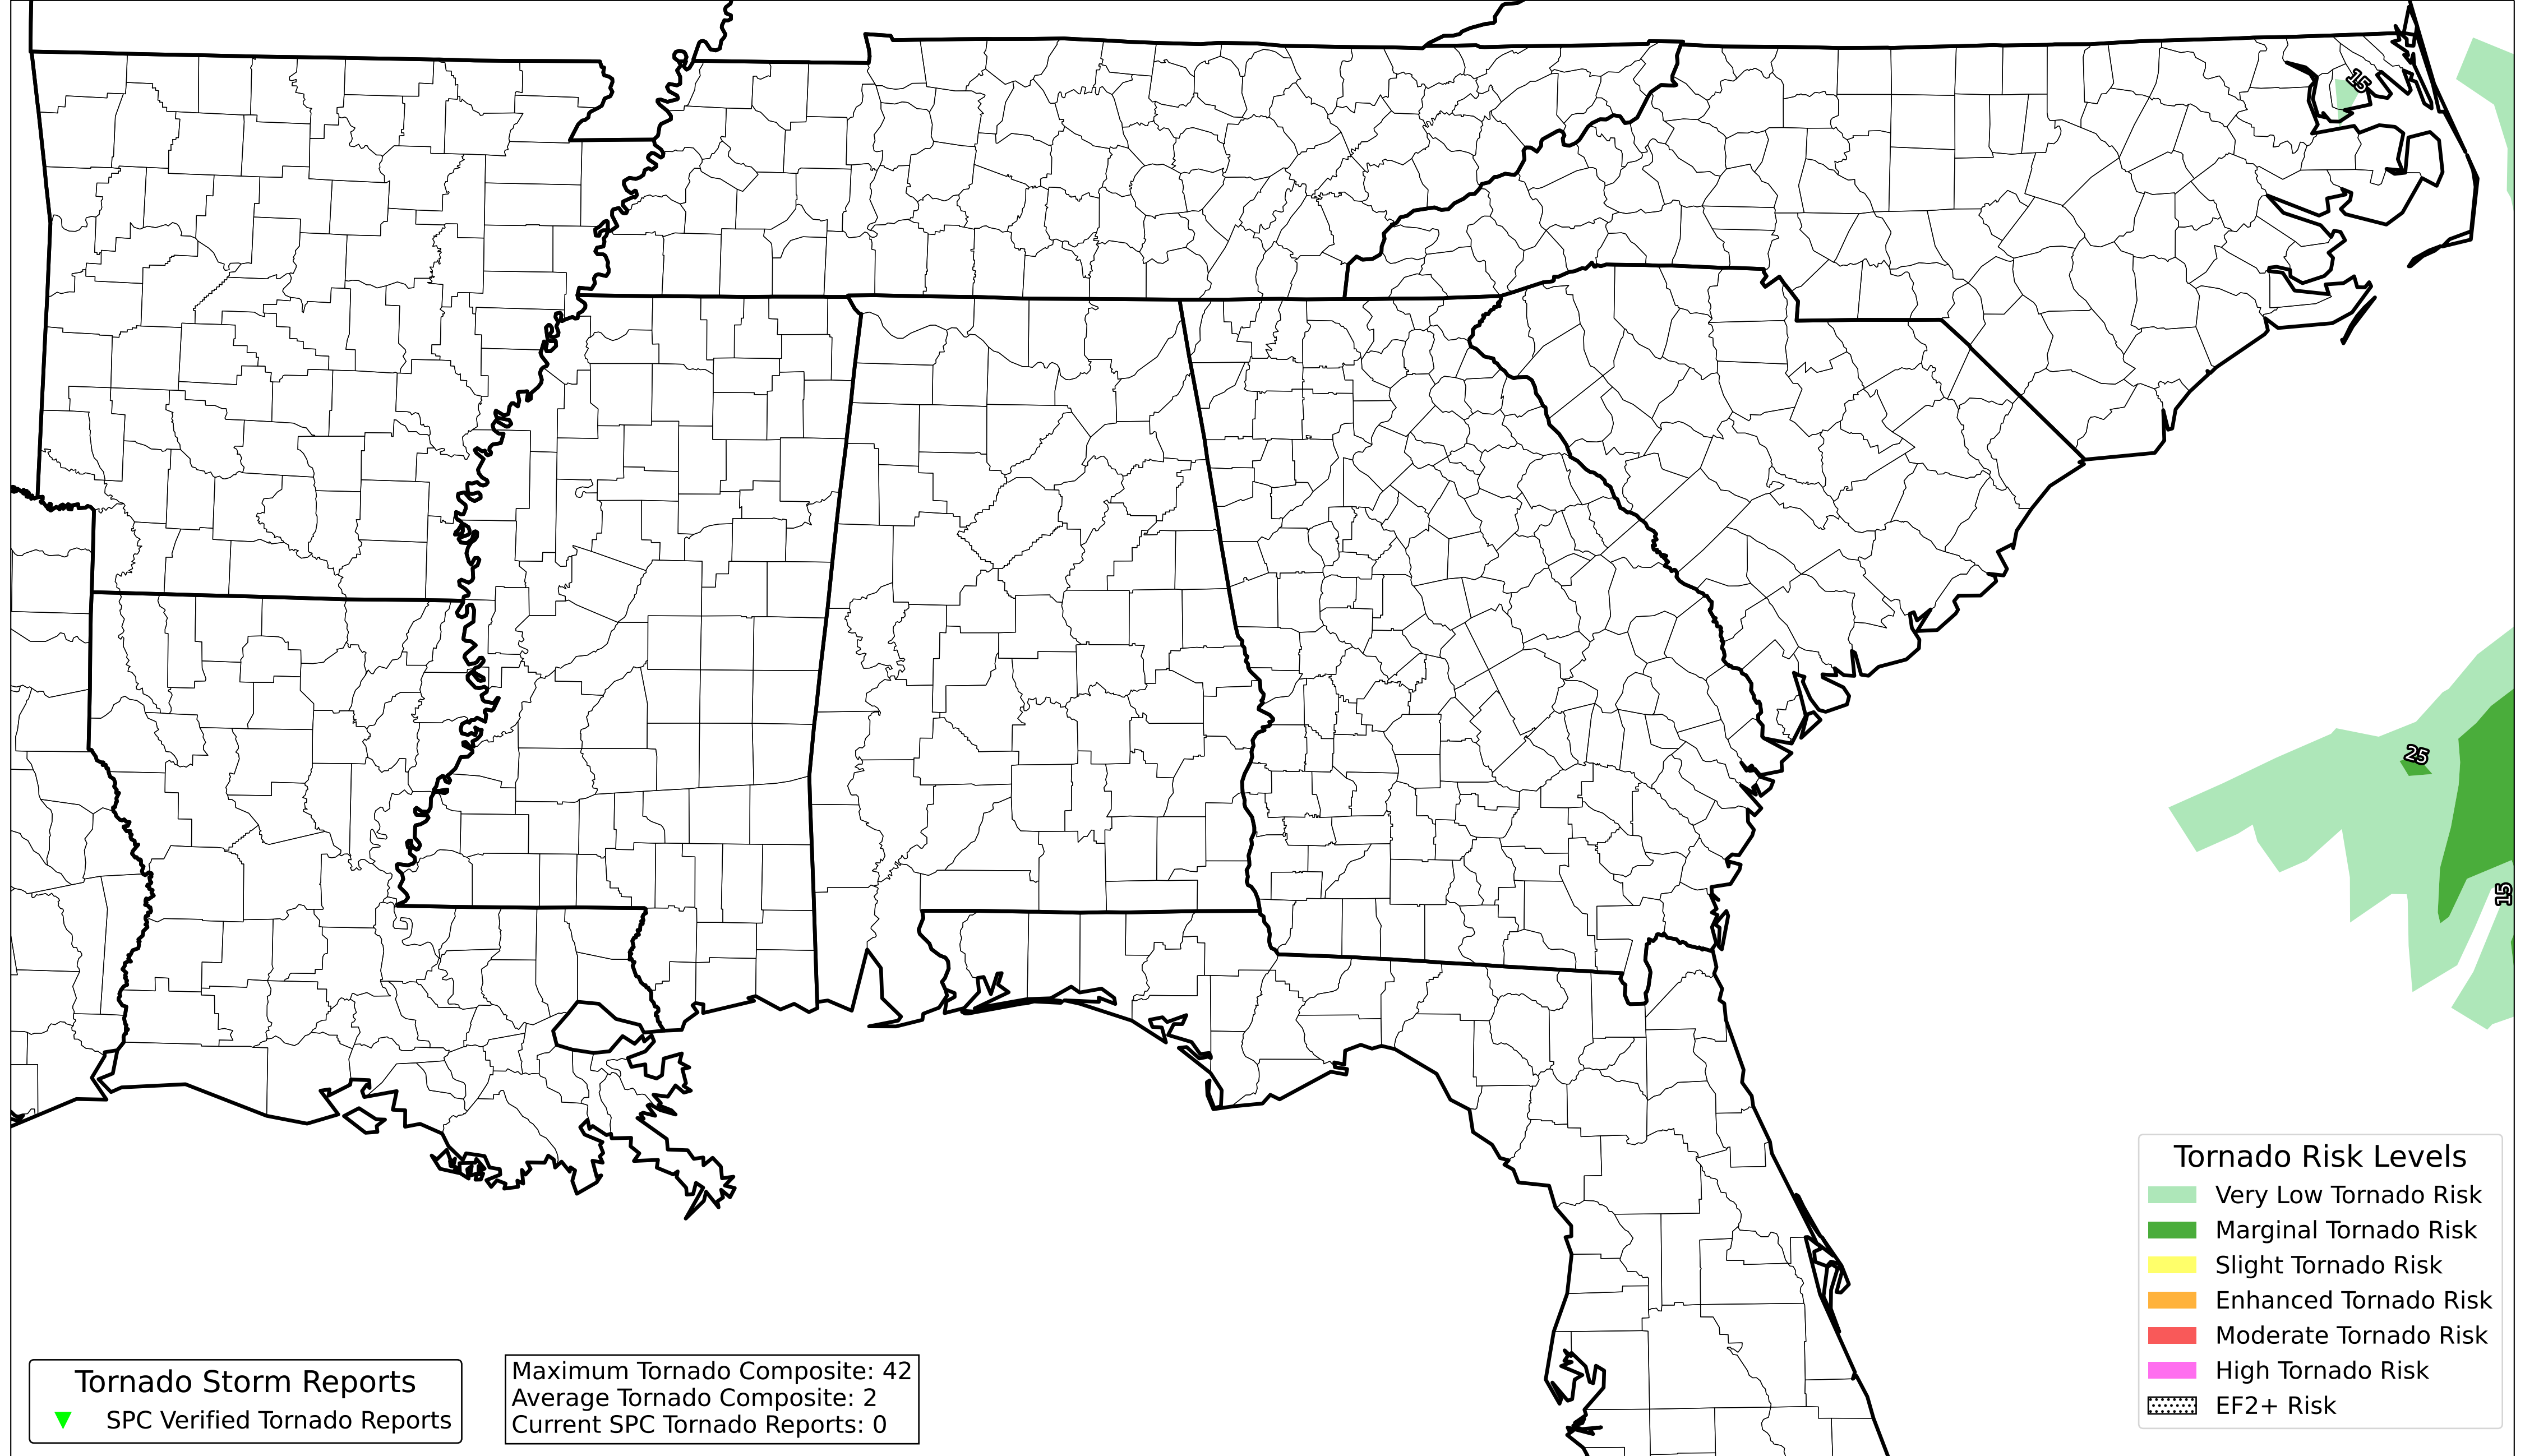 15
25
15
Tornado Risk Levels
Very Low Tornado Risk
Marginal Tornado Risk
Slight Tornado Risk
Enhanced Tornado Risk
Moderate Tornado Risk
High Tornado Risk
EF2+ Risk
Tornado Storm Reports
SPC Verified Tornado Reports
Maximum Tornado Composite: 42
Average Tornado Composite: 2
Current SPC Tornado Reports: 0